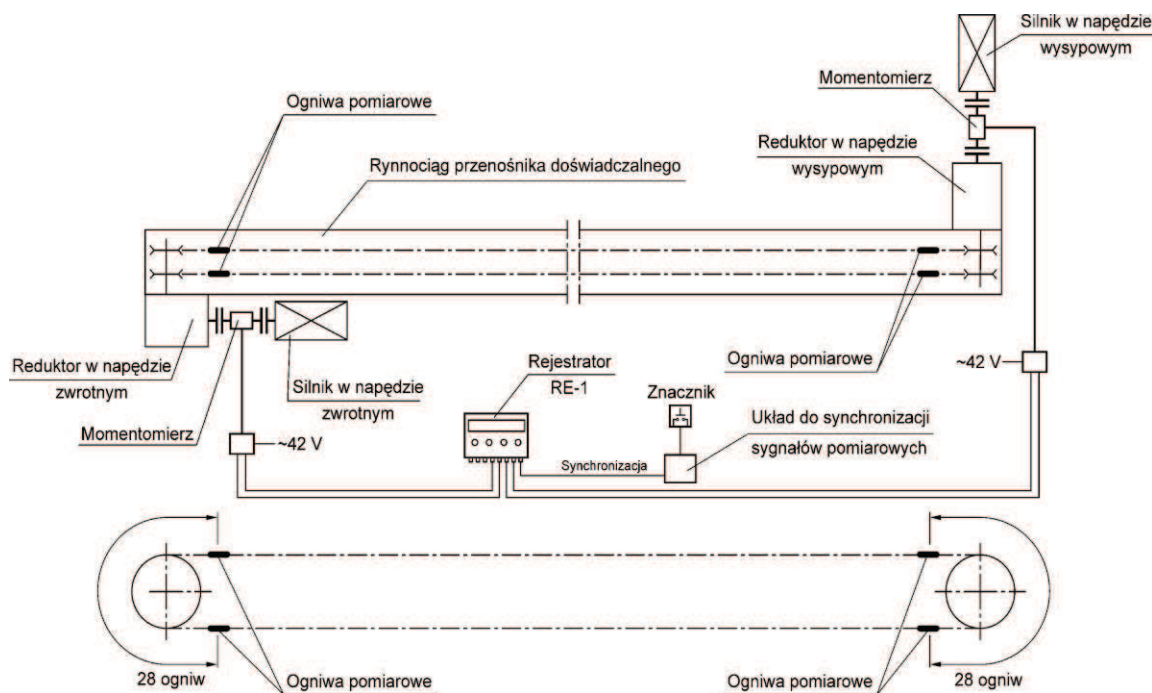 Silnik w napędzie
wysypowym
Momentomierz
Ogniwa pomiarowe
Reduktor w napędzie
wysypowym
Rynnociąg przenośnika doświadczalnego
Reduktor w napędzie
zwrotnym
Silnik w napędzie
zwrotnym
Momentomierz
~42 V
Rejestrator
RE-1
Znacznik
Ogniwa pomiarowe
~42 V
Układ do synchronizacji
sygnałów pomiarowych
Synchronizacja
28 ogniw
Ogniwa pomiarowe
Ogniwa pomiarowe
28 ogniw